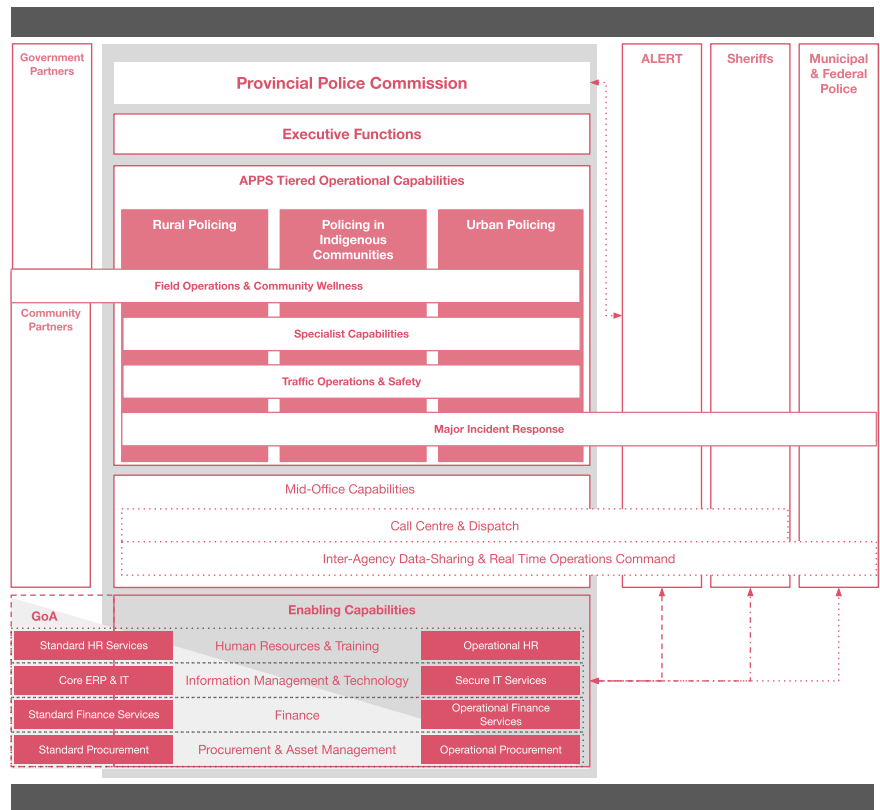 Government
Partners
Provincial Police Commission
ALERT
Sheriffs
Municipal
& Federal
Police
Executive Functions
APPS Tiered Operational Capabilities
Rural Policing
Policing in
Indigenous
Communities
Urban Policing
Field Operations & Community Wellness
Community
Partners
Specialist Capabilities
Traffic Operations & Safety
Major Incident Response
Mid-Office Capabilities
Call Centre & Dispatch
Inter-Agency Data-Sharing & Real Time Operations Command
GoA
Enabling Capabilities
Standard HR Services
Human Resources & Training
Operational HR
Core ERP & IT
Information Management & Technology
Secure IT Services
Standard Finance Services
Finance
Operational Finance
Services
Standard Procurement
Procurement & Asset Management
Operational Procurement